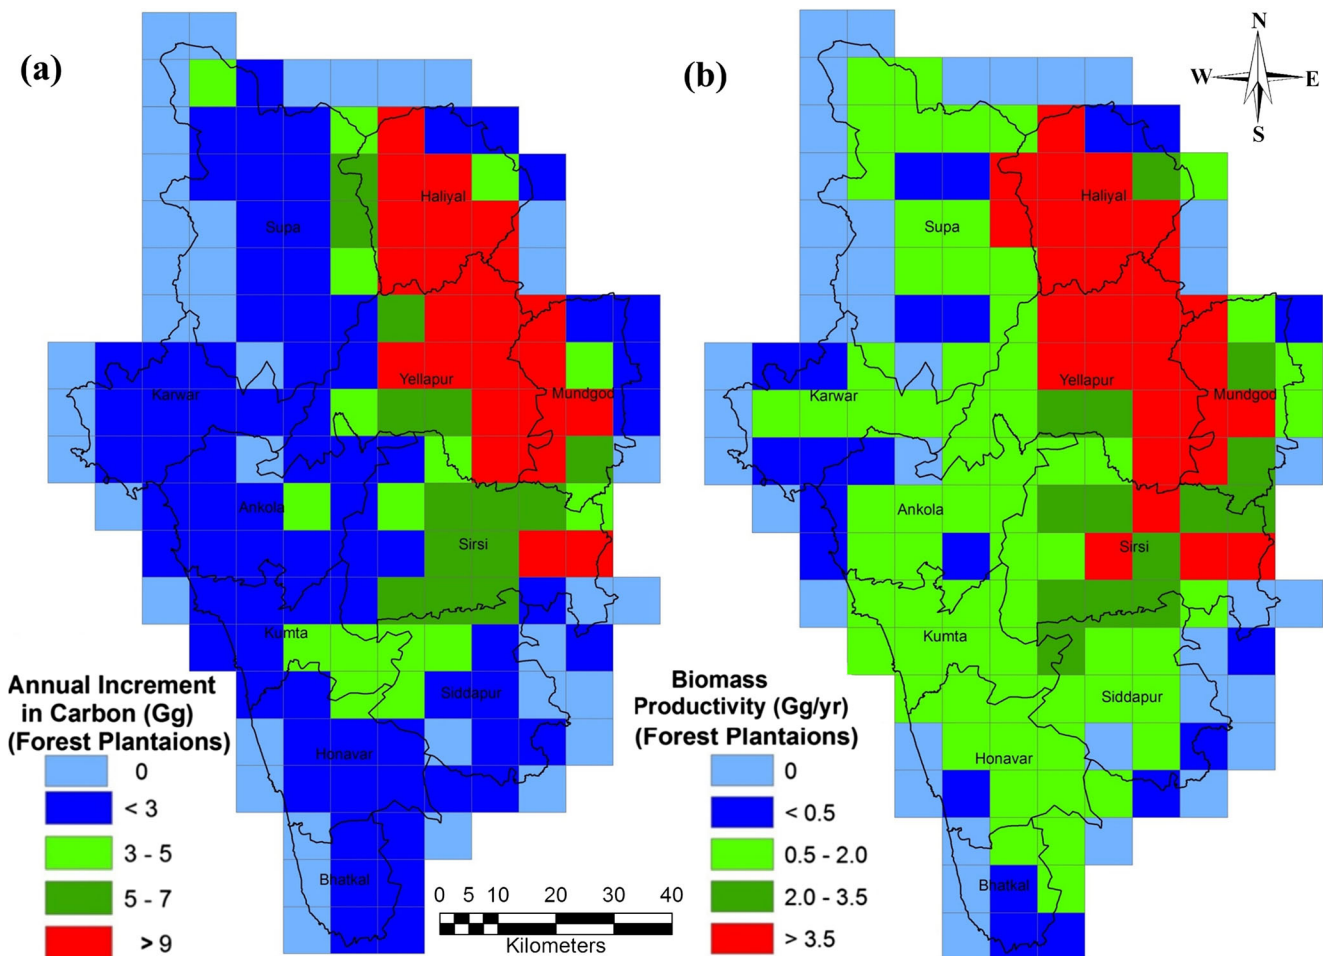 (a)
Supa
Haliyal
Karwar
Yellapur
Mundgod
Ankola
Sirsi
Kumta
Siddapur
Honavar
Bhatkal
Annual Increment
in Carbon (Gg)
(Forest Plantaions)
0
< 3
3 - 5
5 - 7
> 9
0 5 10 20 30 40
Kilometers
(b)
N
W E
S
Haliyal
Supa
Yellapur
Karwar
Mundgod
Ankola
Sirsi
Kumta
Siddapur
Honavar
Bhatkal
Biomass
Productivity (Gg/yr)
(Forest Plantaions)
0
< 0.5
0.5 - 2.0
2.0 - 3.5
> 3.5